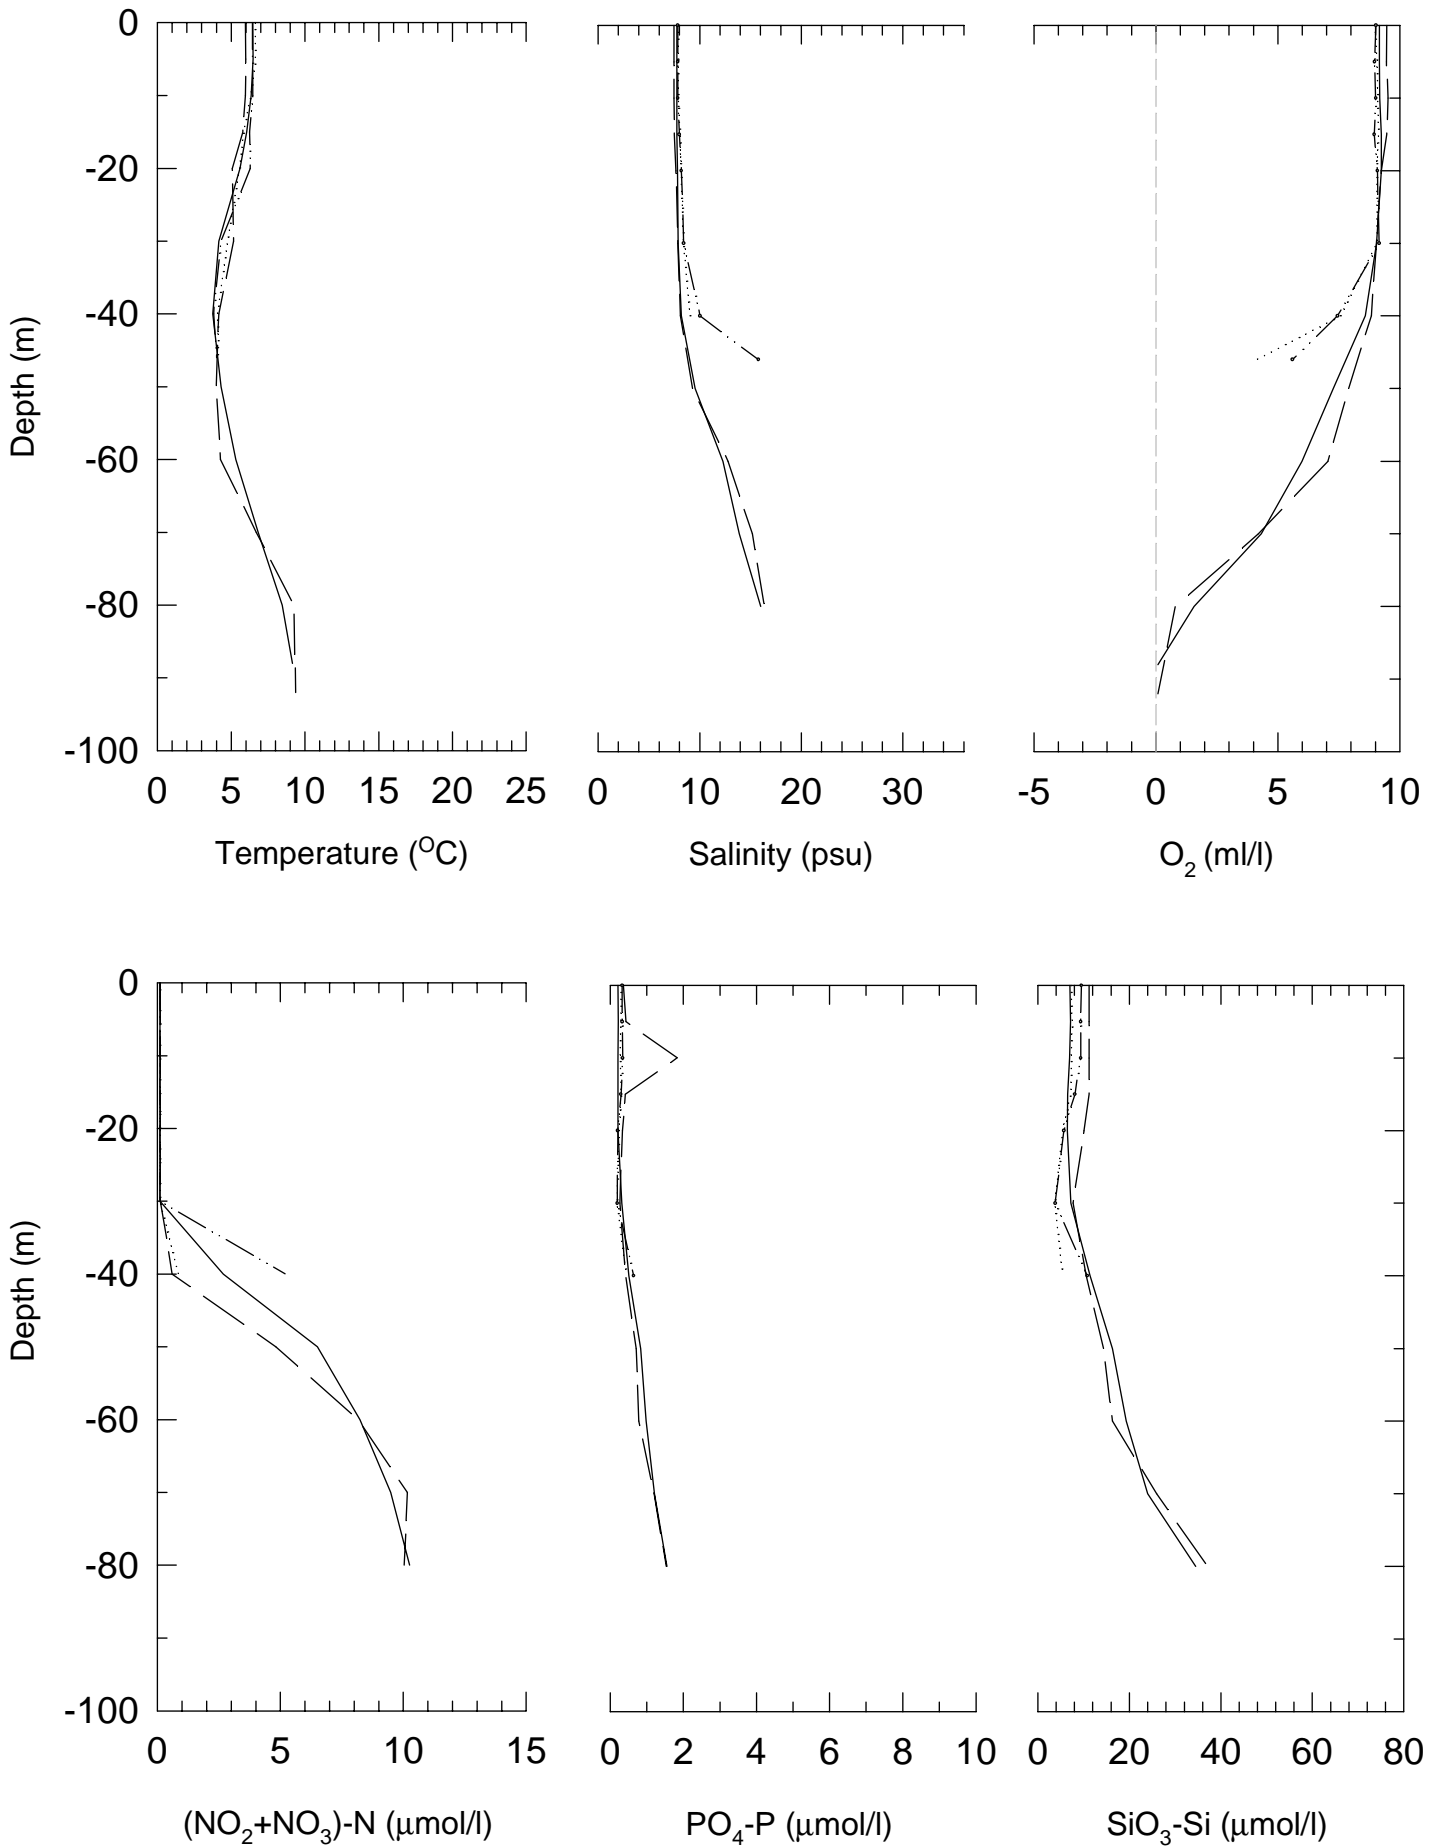 0
-20
-40
-60
-80
-100
Depth (m)
0 5 10 15 20 25
0 10 20 30
-5 0 5 10
Temperature (°C)
Salinity (psu)
O₂ (ml/l)
0
-20
-40
-60
-80
-100
Depth (m)
0 5 10 15
0 2 4 6 8 10
0 20 40 60 80
(NO₂+NO₃)-N (μmol/l)
PO₄-P (μmol/l)
SiO₃-Si (μmol/l)